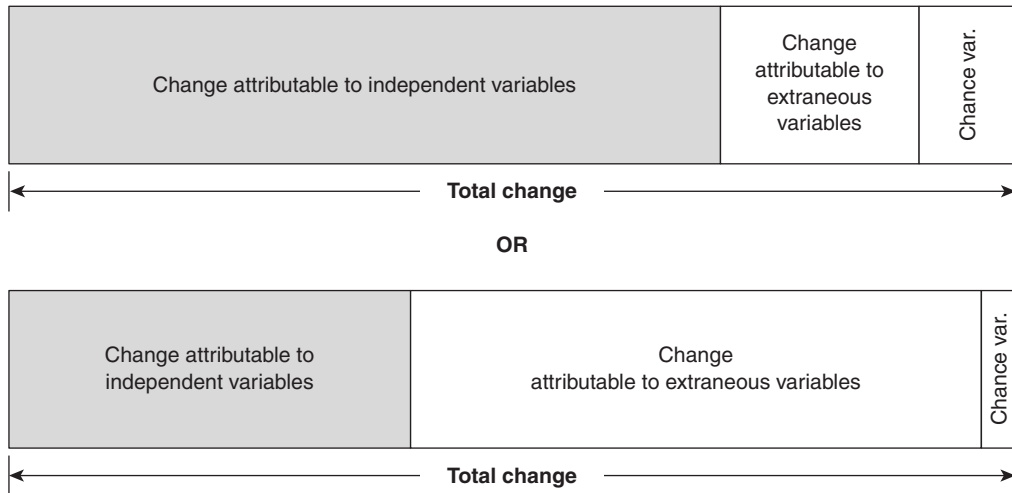 Change attributable to independent variables
Change
attributable to
extraneous
variables
Chance var.
Total change
OR
Change attributable to
independent variables
Change
attributable to extraneous variables
Chance var.
Total change